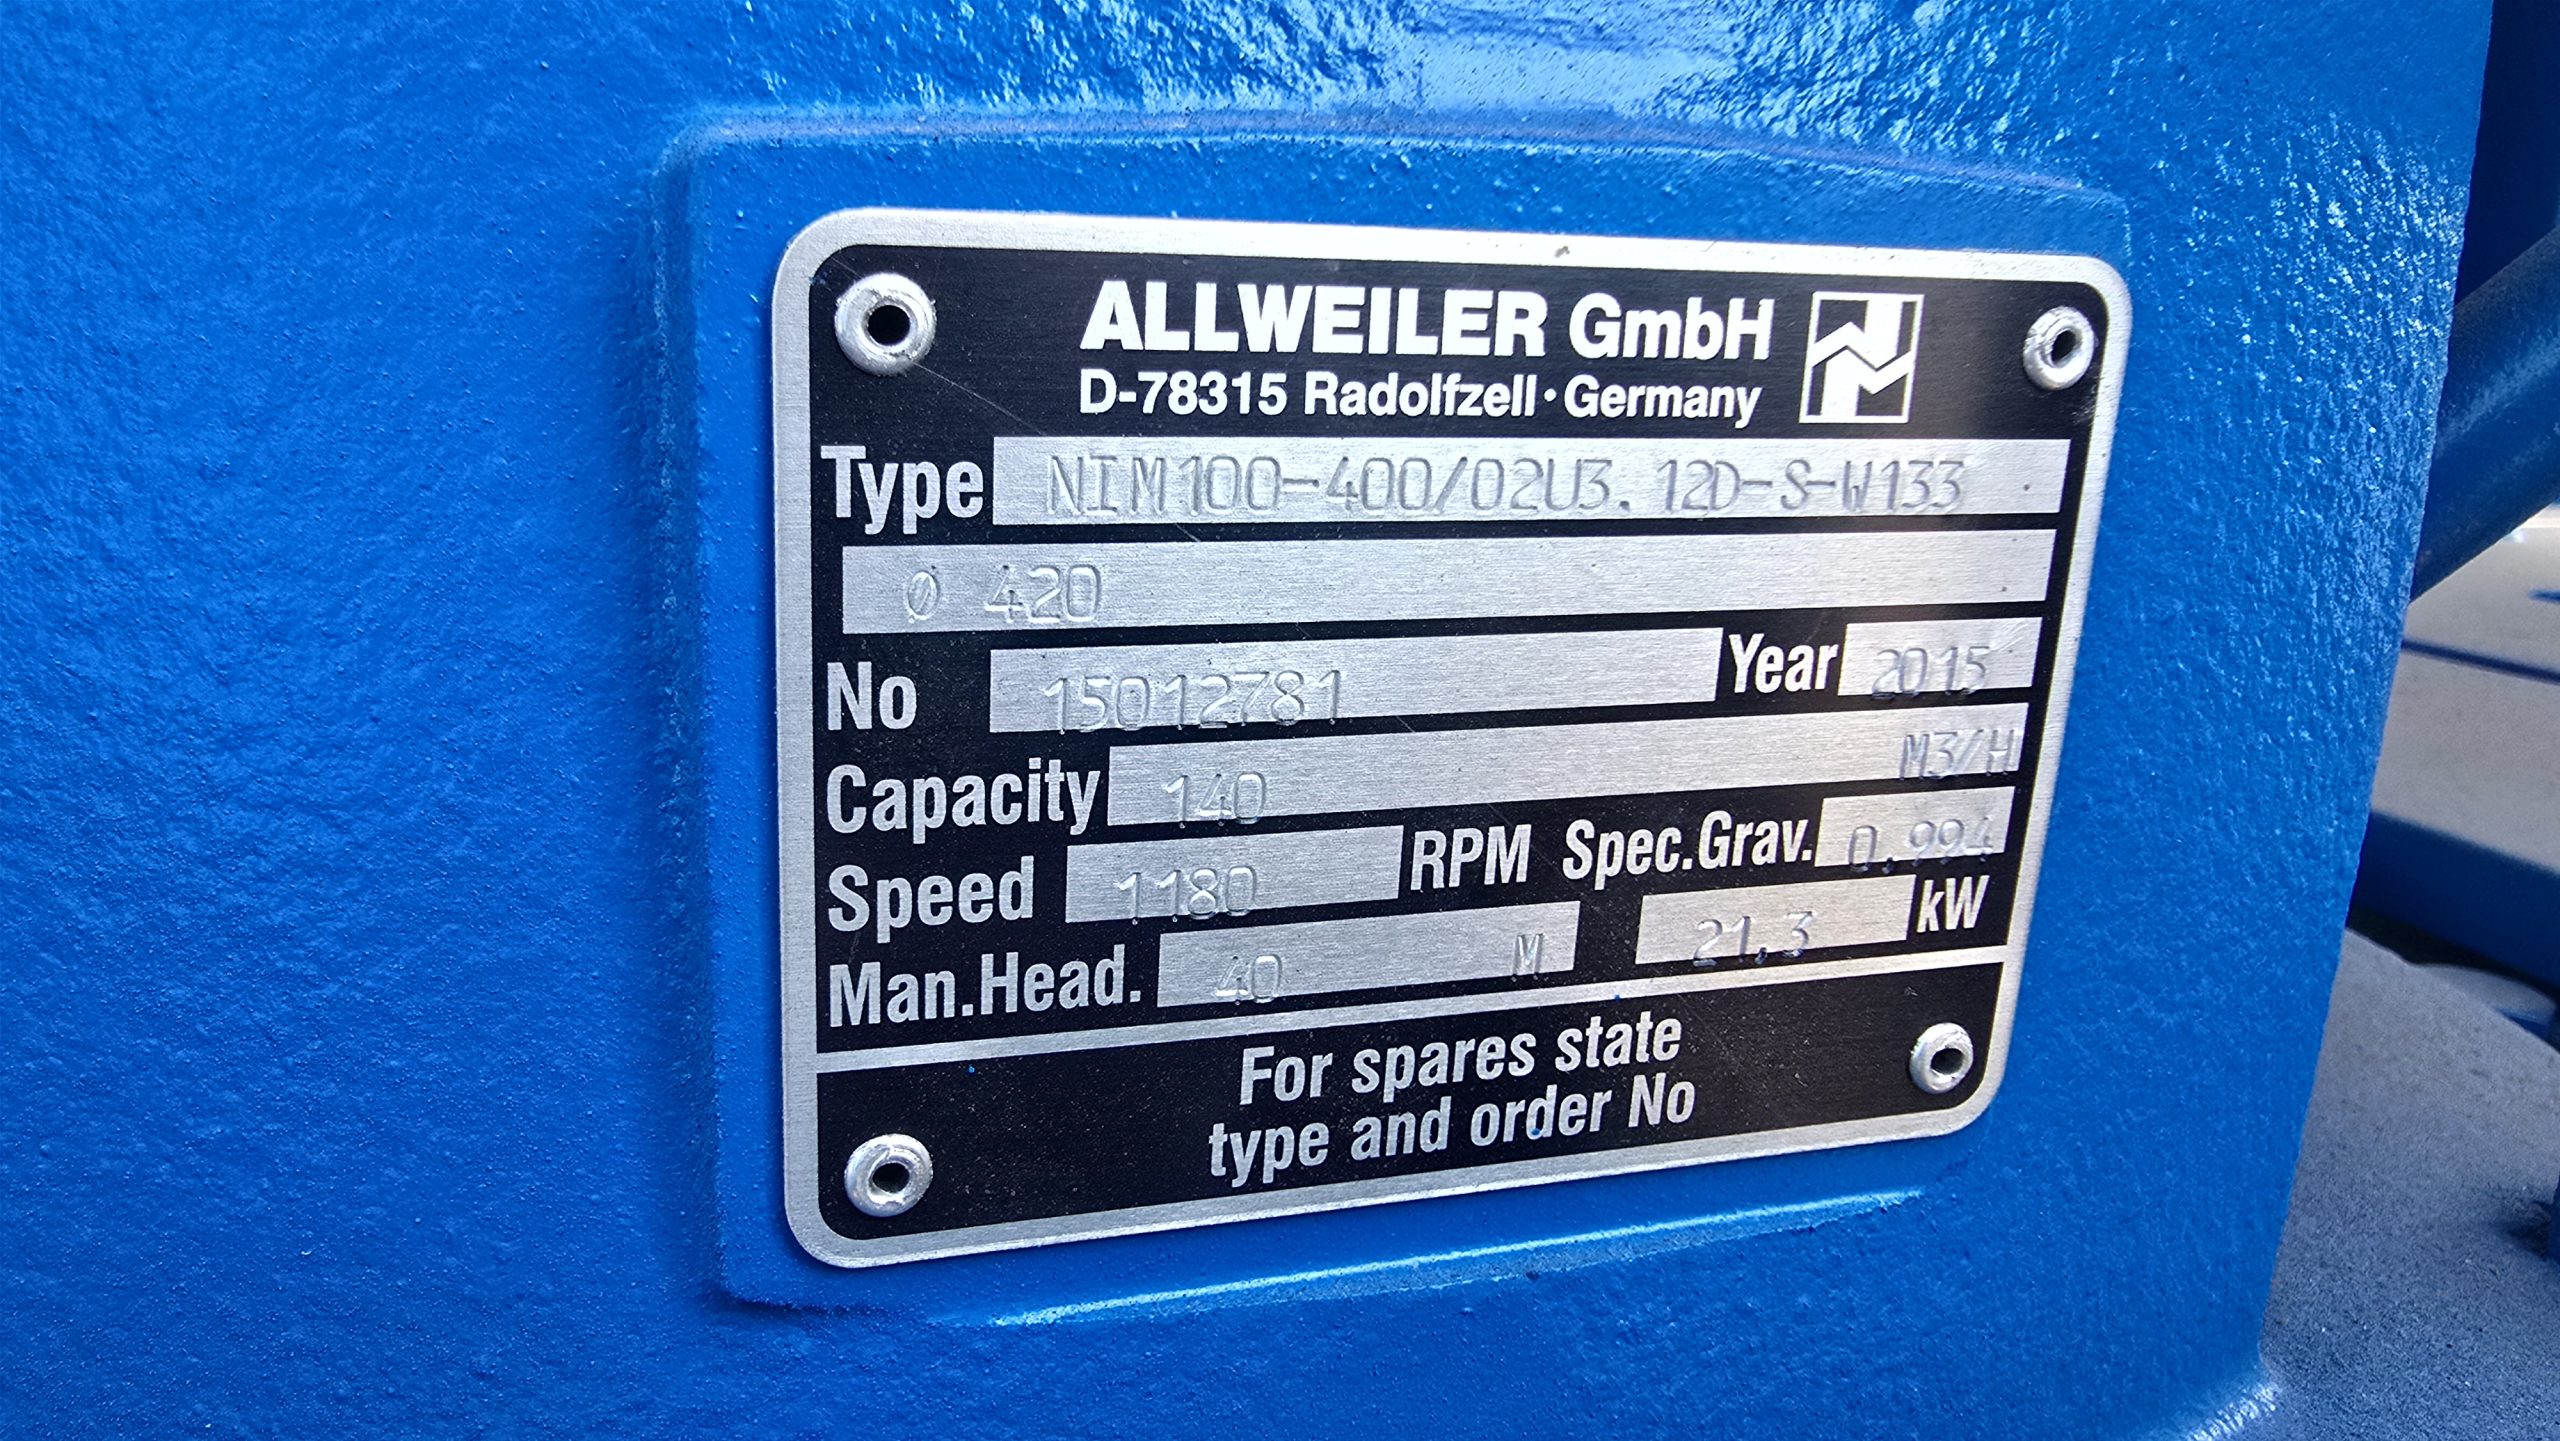 ALLWEILER GmbH
D-78315 Radolfzell·Germany
Type NIM100-400/02U3.12D-S-W133
Ø 420
No 15012781 Year 2015
Capacity 140 M3/H
Speed 1180 RPM Spec.Grav. 0.994
Man.Head. 40 M 21.3 kW
For spares state
type and order No